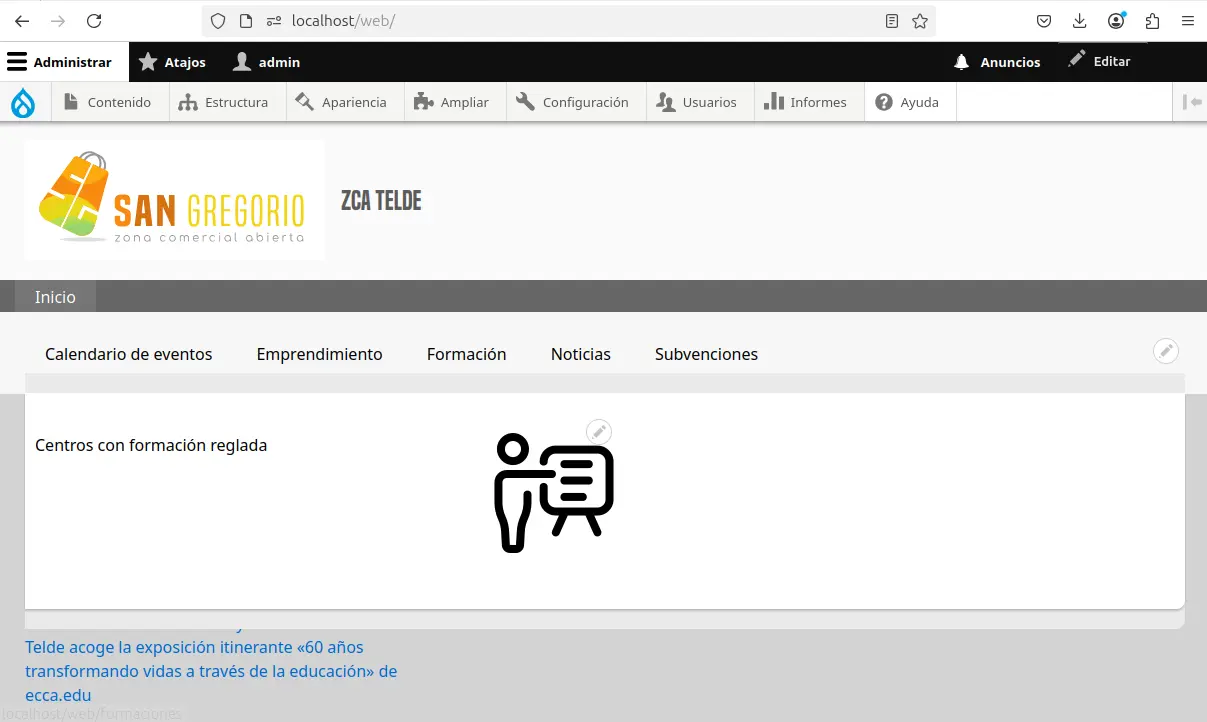 localhost/web/
Administrar Atajos admin Anuncios Editar
Contenido Estructura Apariencia Ampliar Configuración Usuarios Informes Ayuda
SAN GREGORIO
zona comercial abierta
ZCA TELDE
Inicio
Calendario de eventos Emprendimiento Formación Noticias Subvenciones
Centros con formación reglada
Telde acoge la exposición itinerante «60 años
transformando vidas a través de la educación» de
ecca.edu
localhost/web/formaciones